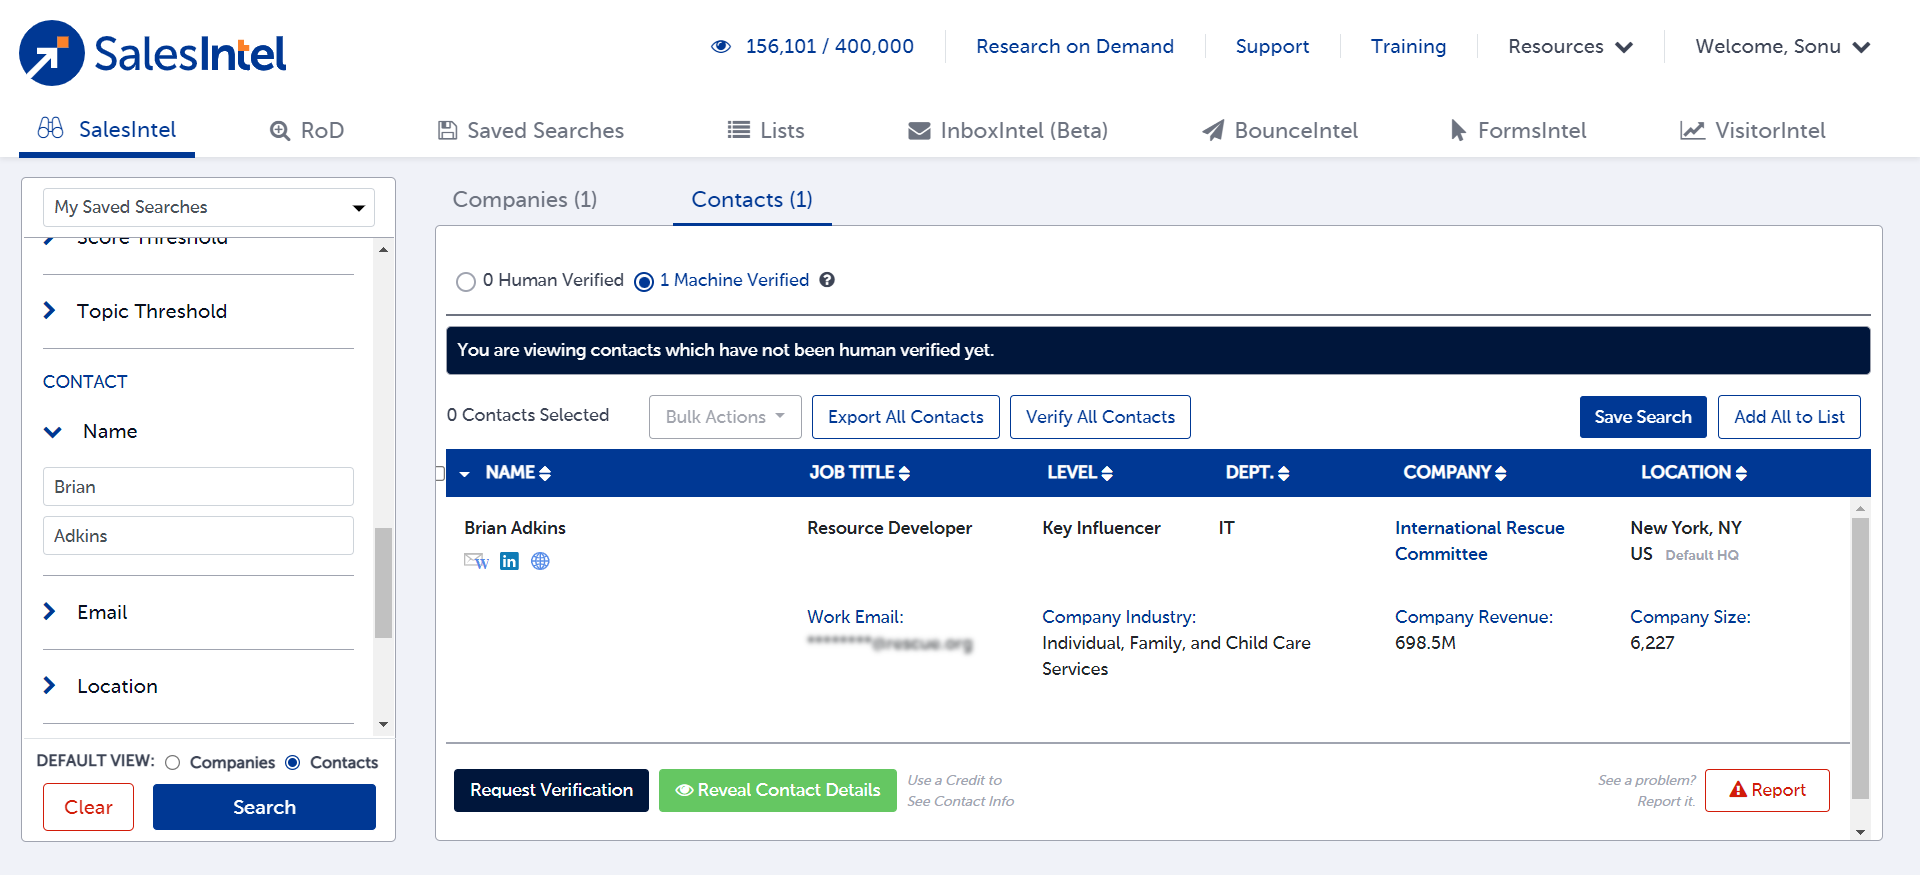 SalesIntel
156,101 / 400,000
Research on Demand
Support
Training
Resources
Welcome, Sonu
SalesIntel
RoD
Saved Searches
Lists
InboxIntel (Beta)
BounceIntel
FormsIntel
VisitorIntel
My Saved Searches
Score Threshold
Topic Threshold
CONTACT
Name
Brian
Adkins
Email
Location
DEFAULT VIEW: Companies Contacts
Clear
Search
Companies (1)
Contacts (1)
0 Human Verified 1 Machine Verified ?
You are viewing contacts which have not been human verified yet.
0 Contacts Selected
Bulk Actions
Export All Contacts
Verify All Contacts
Save Search
Add All to List
NAME JOB TITLE LEVEL DEPT. COMPANY LOCATION
Brian Adkins
W in
Resource Developer
Key Influencer
IT
International Rescue
Committee
New York, NY
US Default HQ
Work Email:
********@rescue.org
Company Industry:
Individual, Family, and Child Care
Services
Company Revenue:
698.5M
Company Size:
6,227
Request Verification
Reveal Contact Details
Use a Credit to
See Contact Info
See a problem?
Report it.
Report